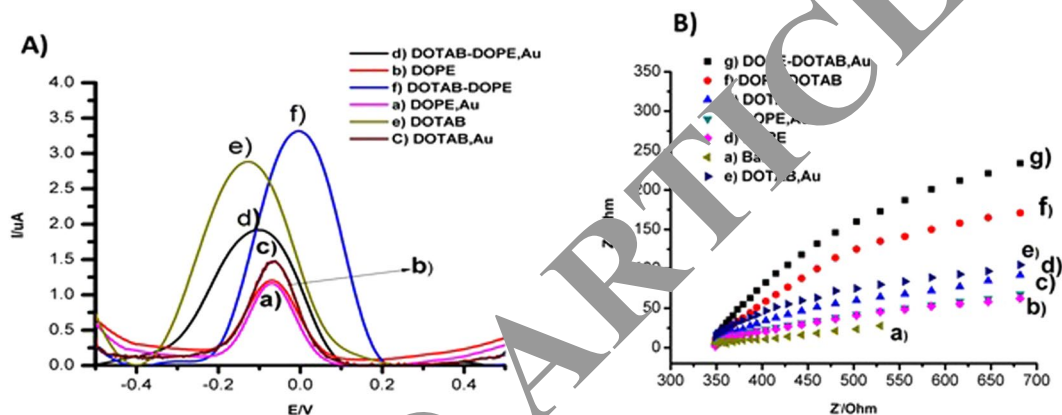 A)
d) DOTAB-DOPE,Au
b) DOPE
f) DOTAB-DOPE
a) DOPE,Au
e) DOTAB
C) DOTAB,Au
4.0
3.5
3.0
2.5
2.0
1.5
1.0
0.5
0.0
I/uA
f)
e)
d)
c)
b)
a)
-0.4
-0.2
0.0
0.2
0.4
E/V
B)
g) DOPE-DOTAB,Au
f)
a)
e) DOTAB,Au
350
300
250
200
150
100
50
0
g)
f)
e)
d)
c)
b)
a)
300
350
400
450
500
550
600
650
700
Z'/Ohm
ARTICLE